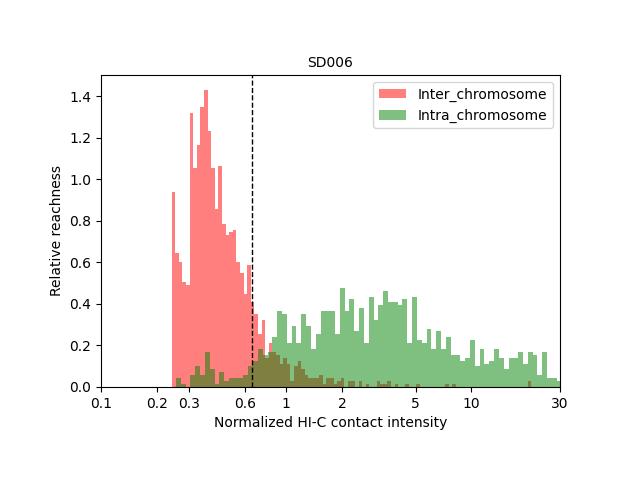 SD006
Inter_chromosome
Intra_chromosome
Relative reachness
1.4
1.2
1.0
0.8
0.6
0.4
0.2
0.0
0.1 0.2 0.3 0.6 1 2 5 10 30
Normalized HI-C contact intensity